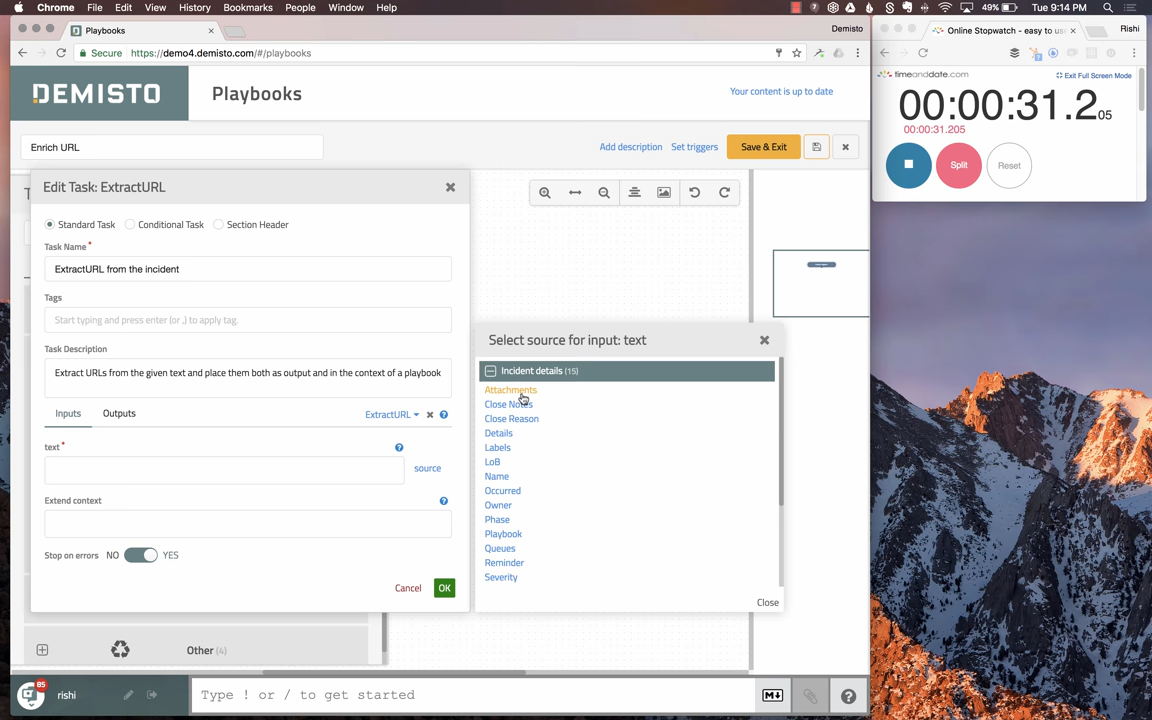 Chrome File Edit View History Bookmarks People Window Help
7 49% Tue 9:14 PM
Playbooks
Demisto
Secure https://demo4.demisto.com/#/playbooks
DEMISTO
Playbooks
Your content is up to date
Enrich URL
Add description Set triggers Save & Exit
Edit Task: ExtractURL
Standard Task Conditional Task Section Header
Task Name*
ExtractURL from the incident
Tags
Start typing and press enter (or ,) to apply tag.
Task Description
Extract URLs from the given text and place them both as output and in the context of a playbook
Inputs Outputs ExtractURL
text*
source
Extend context
Stop on errors NO YES
Cancel OK
Other (4)
Select source for input: text
Incident details (15)
Attachments
Close Notes
Close Reason
Details
Labels
LoB
Name
Occurred
Owner
Phase
Playbook
Queues
Reminder
Severity
Close
85
rishi
Type ! or / to get started
M
Online Stopwatch - easy to us
Rishi
timeanddate.com
Exit Full Screen Mode
00:00:31.205
00:00:31.205
Split
Reset